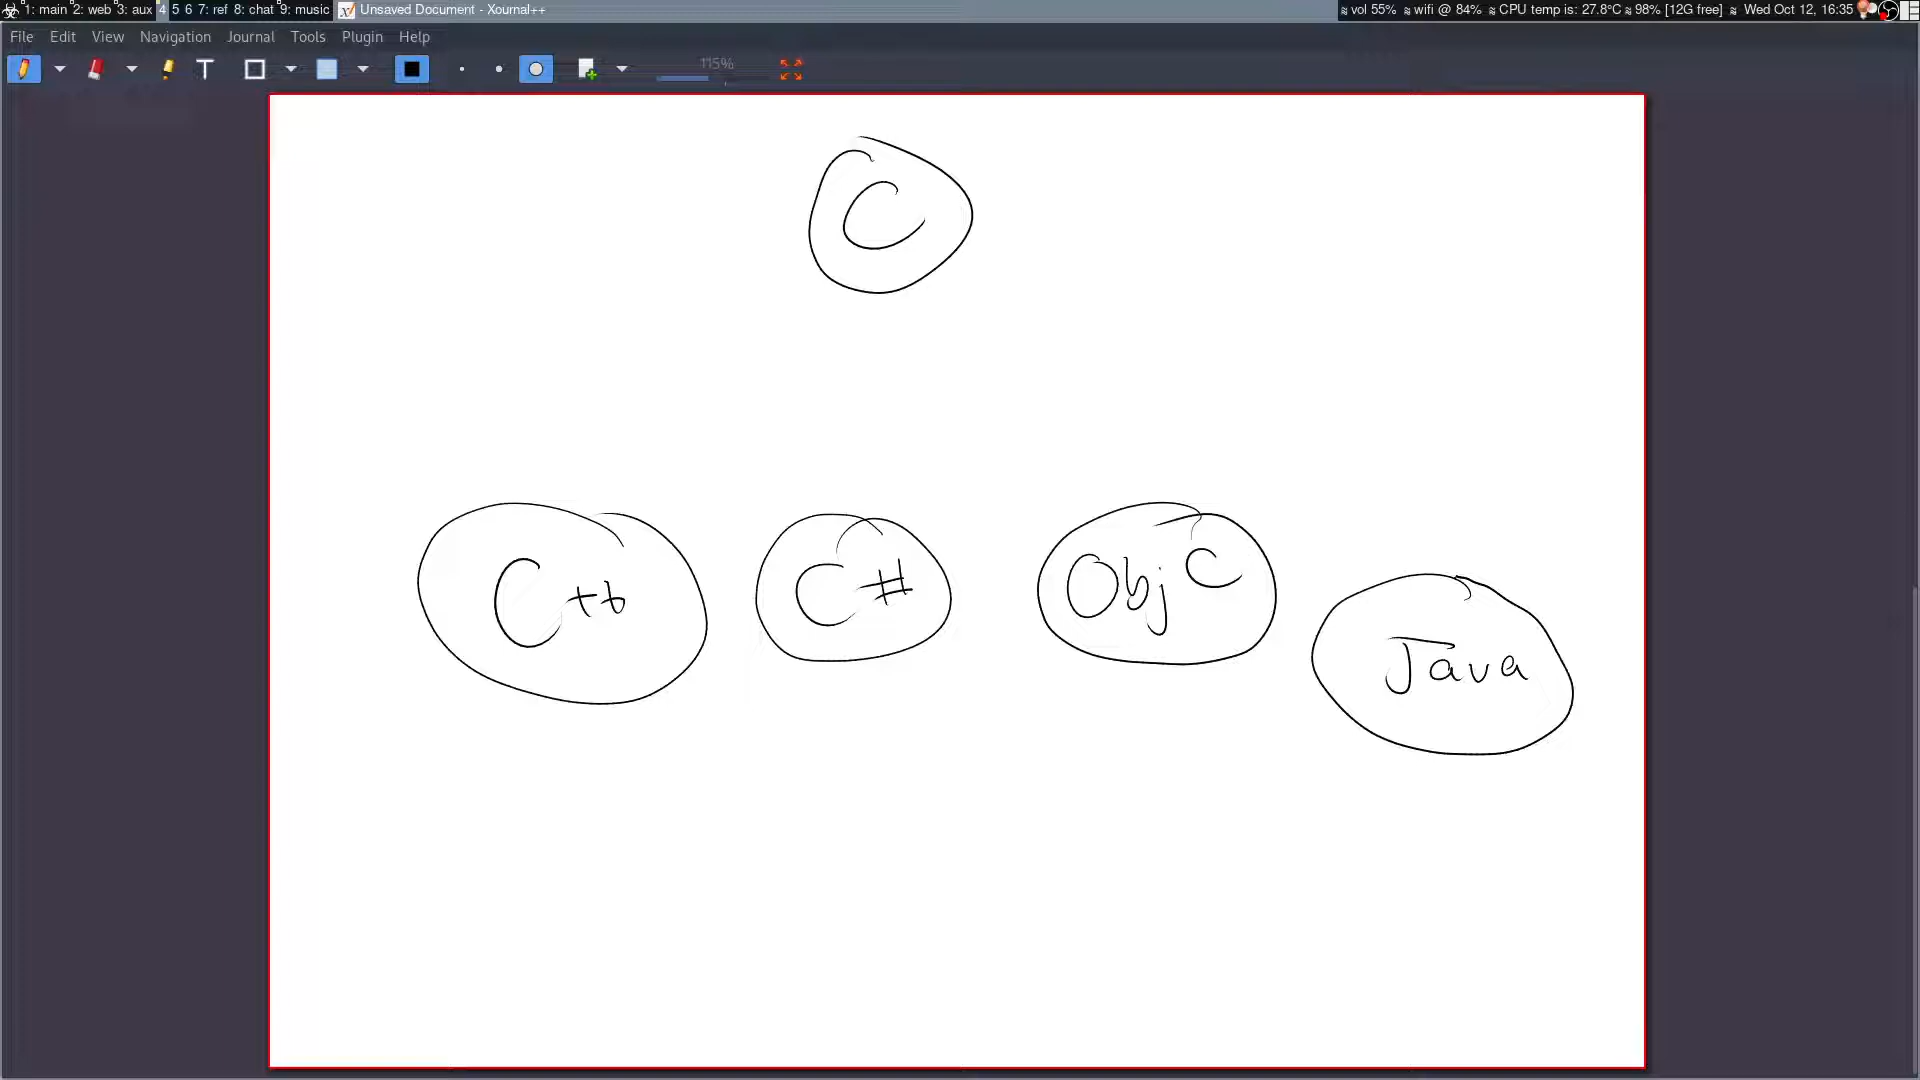 1: main 2: web 3: aux 4 5 6 7: ref 8: chat 9: music Unsaved Document - Xournal++ vol 55% wifi @ 84% CPU temp is: 27.8°C 98% [12G free] Wed Oct 12, 16:35
File Edit View Navigation Journal Tools Plugin Help
T 115%
C
C++ C# Obj C
Java